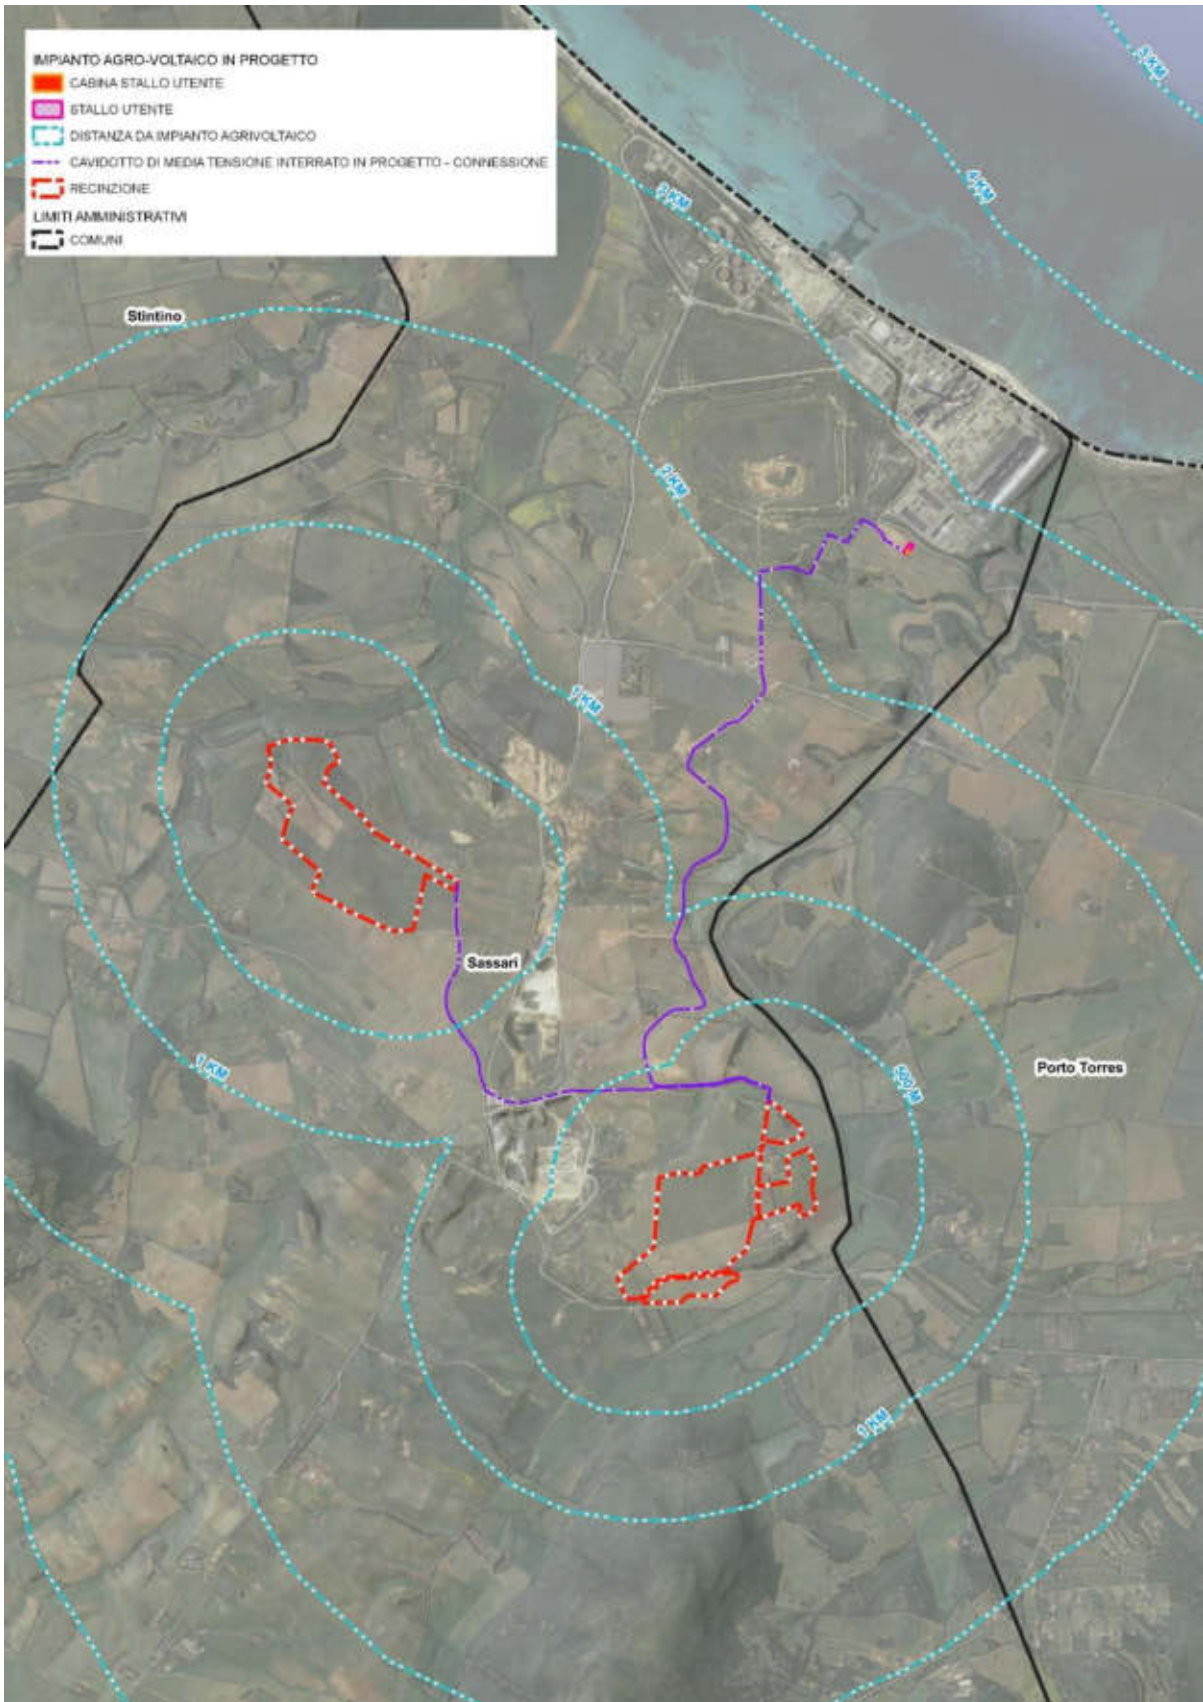 IMPIANTO AGRO-VOLTAICO IN PROGETTO
CABINA STALLO UTENTE
STALLO UTENTE
DISTANZA DA IMPIANTO AGRIVOLTAICO
CAVIDOTTO DI MEDIA TENSIONE INTERRATO IN PROGETTO - CONNESSIONE
RECINZIONE
LIMITI AMMINISTRATIVI
COMUNI
5 KM
4 KM
3 KM
Stintino
2 KM
1 KM
Sassari
1 KM
Porto Torres
500 M
1 KM